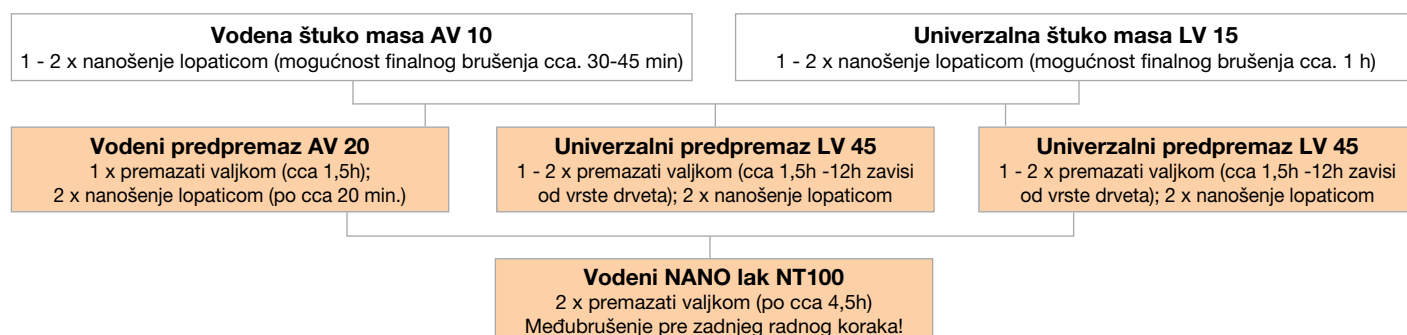 Vodena štuko masa AV 10
1 - 2 x nanošenje lopaticom (mogućnost finalnog brušenja cca. 30-45 min)
Univerzalna štuko masa LV 15
1 - 2 x nanošenje lopaticom (mogućnost finalnog brušenja cca. 1 h)
Vodeni predpremaz AV 20
1 x premazati valjkom (cca 1,5h);
2 x nanošenje lopaticom (po cca 20 min.)
Univerzalni predpremaz LV 45
1 - 2 x premazati valjkom (cca 1,5h -12h zavisi
od vrste drveta); 2 x nanošenje lopaticom
Univerzalni predpremaz LV 45
1 - 2 x premazati valjkom (cca 1,5h -12h zavisi
od vrste drveta); 2 x nanošenje lopaticom
Vodeni NANO lak NT100
2 x premazati valjkom (po cca 4,5h)
Međubrušenje pre zadnjeg radnog koraka!